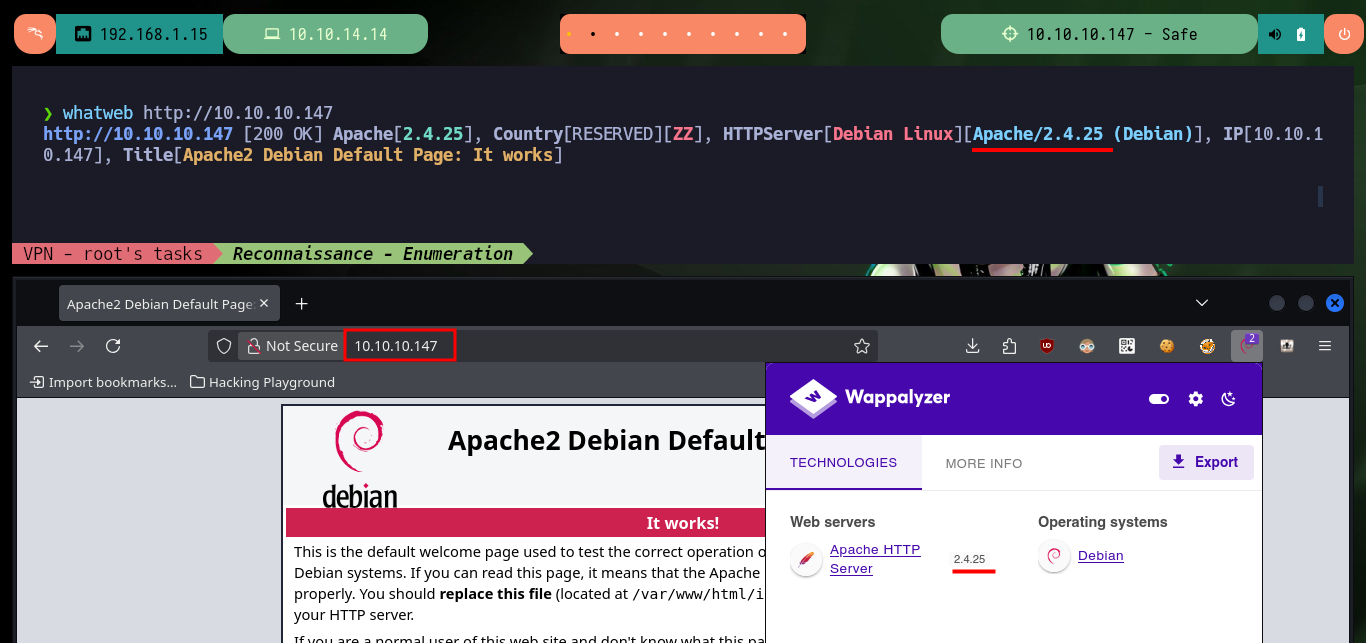 192.168.1.15 10.10.14.14 10.10.10.147 - Safe
❯ whatweb http://10.10.10.147
http://10.10.10.147 [200 OK] Apache[2.4.25], Country[RESERVED][ZZ], HTTPServer[Debian Linux][Apache/2.4.25 (Debian)], IP[10.10.1
0.147], Title[Apache2 Debian Default Page: It works]
VPN - root's tasks Reconnaissance - Enumeration
Apache2 Debian Default Page:
Not Secure 10.10.10.147
UD
2
Import bookmarks... Hacking Playground
Wappalyzer
TECHNOLOGIES MORE INFO Export
Apache2 Debian Default
debian
It works!
This is the default welcome page used to test the correct operation o
Debian systems. If you can read this page, it means that the Apache
properly. You should replace this file (located at /var/www/html/i
your HTTP server.
If you are a normal user of this web site and don't know what this pa
Web servers Operating systems
Apache HTTP
Server 2.4.25 Debian